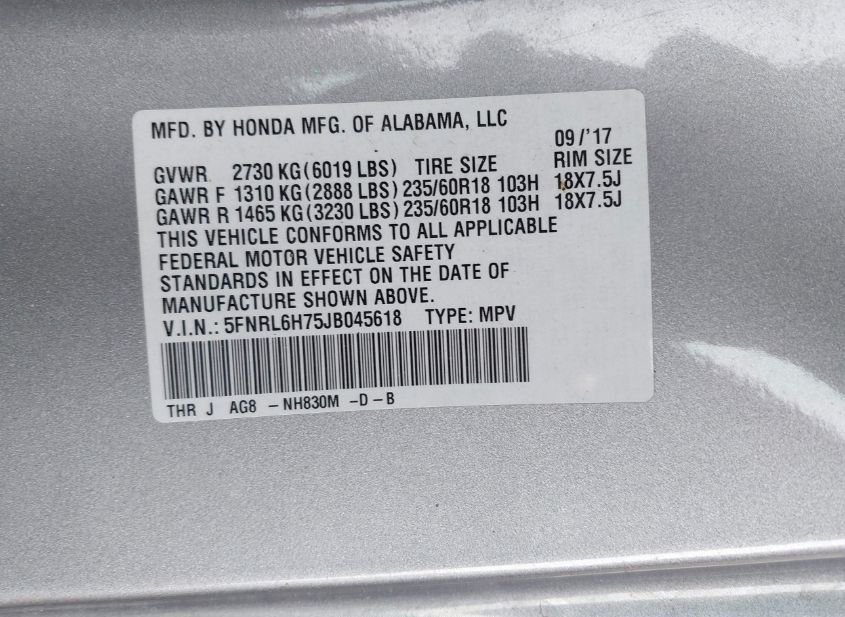 MFD. BY HONDA MFG. OF ALABAMA, LLC
09/'17
GVWR 2730 KG(6019 LBS) TIRE SIZE RIM SIZE
GAWR F 1310 KG(2888 LBS) 235/60R18 103H 18X7.5J
GAWR R 1465 KG(3230 LBS) 235/60R18 103H 18X7.5J
THIS VEHICLE CONFORMS TO ALL APPLICABLE
FEDERAL MOTOR VEHICLE SAFETY
STANDARDS IN EFFECT ON THE DATE OF
MANUFACTURE SHOWN ABOVE.
V.I.N.: 5FNRL6H75JB045618 TYPE: MPV
THR J AG8 -NH830M -D-B